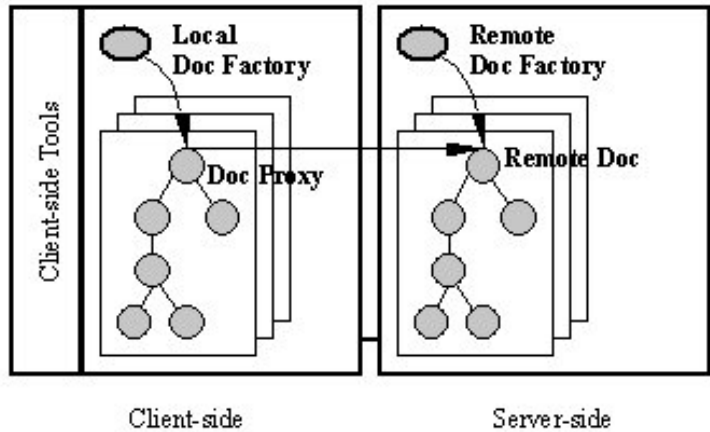 Client-side Tools
Local
Doc Factory
Doc Proxy
Remote
Doc Factory
Remote Doc
Client-side
Server-side